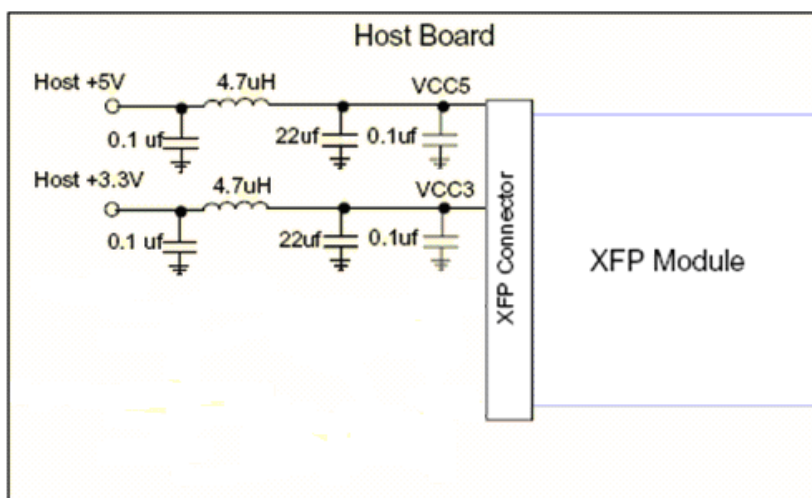 Host Board
Host +5V
4.7uH
VCC5
0.1 uf
22uf
0.1uf
Host +3.3V
4.7uH
VCC3
0.1 uf
22uf
0.1uf
XFP Connector
XFP Module